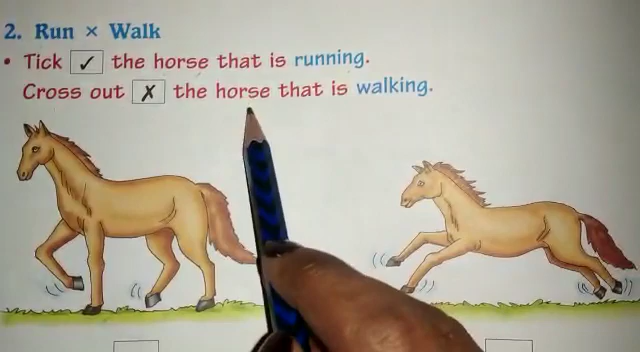 2. Run × Walk
• Tick ✓ the horse that is running.
Cross out ✗ the horse that is walking.